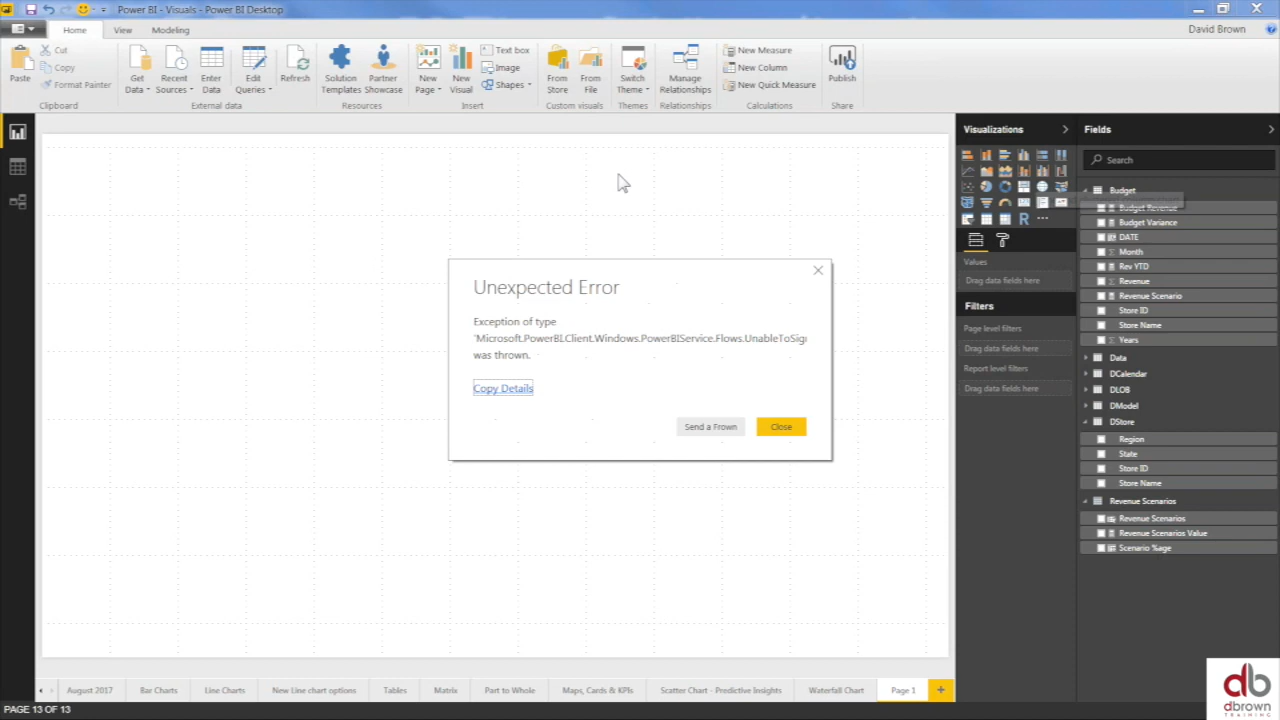 Power BI - Visuals - Power BI Desktop
Home
View
Modeling
David Brown
Paste
Cut
Copy
Format Painter
Clipboard
Get Data
Recent Sources
Enter Data
Edit Queries
Refresh
External data
Solution Templates
Partner Showcase
Resources
New Page
New Visual
Text box
Image
Shapes
Insert
From Store
From File
Custom visuals
Switch Theme
Themes
Manage Relationships
Relationships
New Measure
New Column
New Quick Measure
Calculations
Publish
Share
Unexpected Error
Exception of type
'Microsoft.PowerBI.Client.Windows.PowerBIService.Flows.UnableToSig
was thrown.
Copy Details
Send a Frown
Close
Visualizations
R
Values
Drag data fields here
Filters
Page level filters
Drag data fields here
Report level filters
Drag data fields here
Fields
Search
Budget
Budget Revenue
Budget Variance
DATE
Month
Rev YTD
Revenue
Revenue Scenario
Store ID
Store Name
Years
Data
DCalendar
DLOB
DModel
DStore
Region
State
Store ID
Store Name
Revenue Scenarios
Revenue Scenarios
Revenue Scenarios Value
Scenario %age
August 2017
Bar Charts
Line Charts
New Line chart options
Tables
Matrix
Part to Whole
Maps, Cards & KPIs
Scatter Chart - Predictive Insights
Waterfall Chart
Page 1
+
PAGE 13 OF 13
db
dbrown
TRAINING